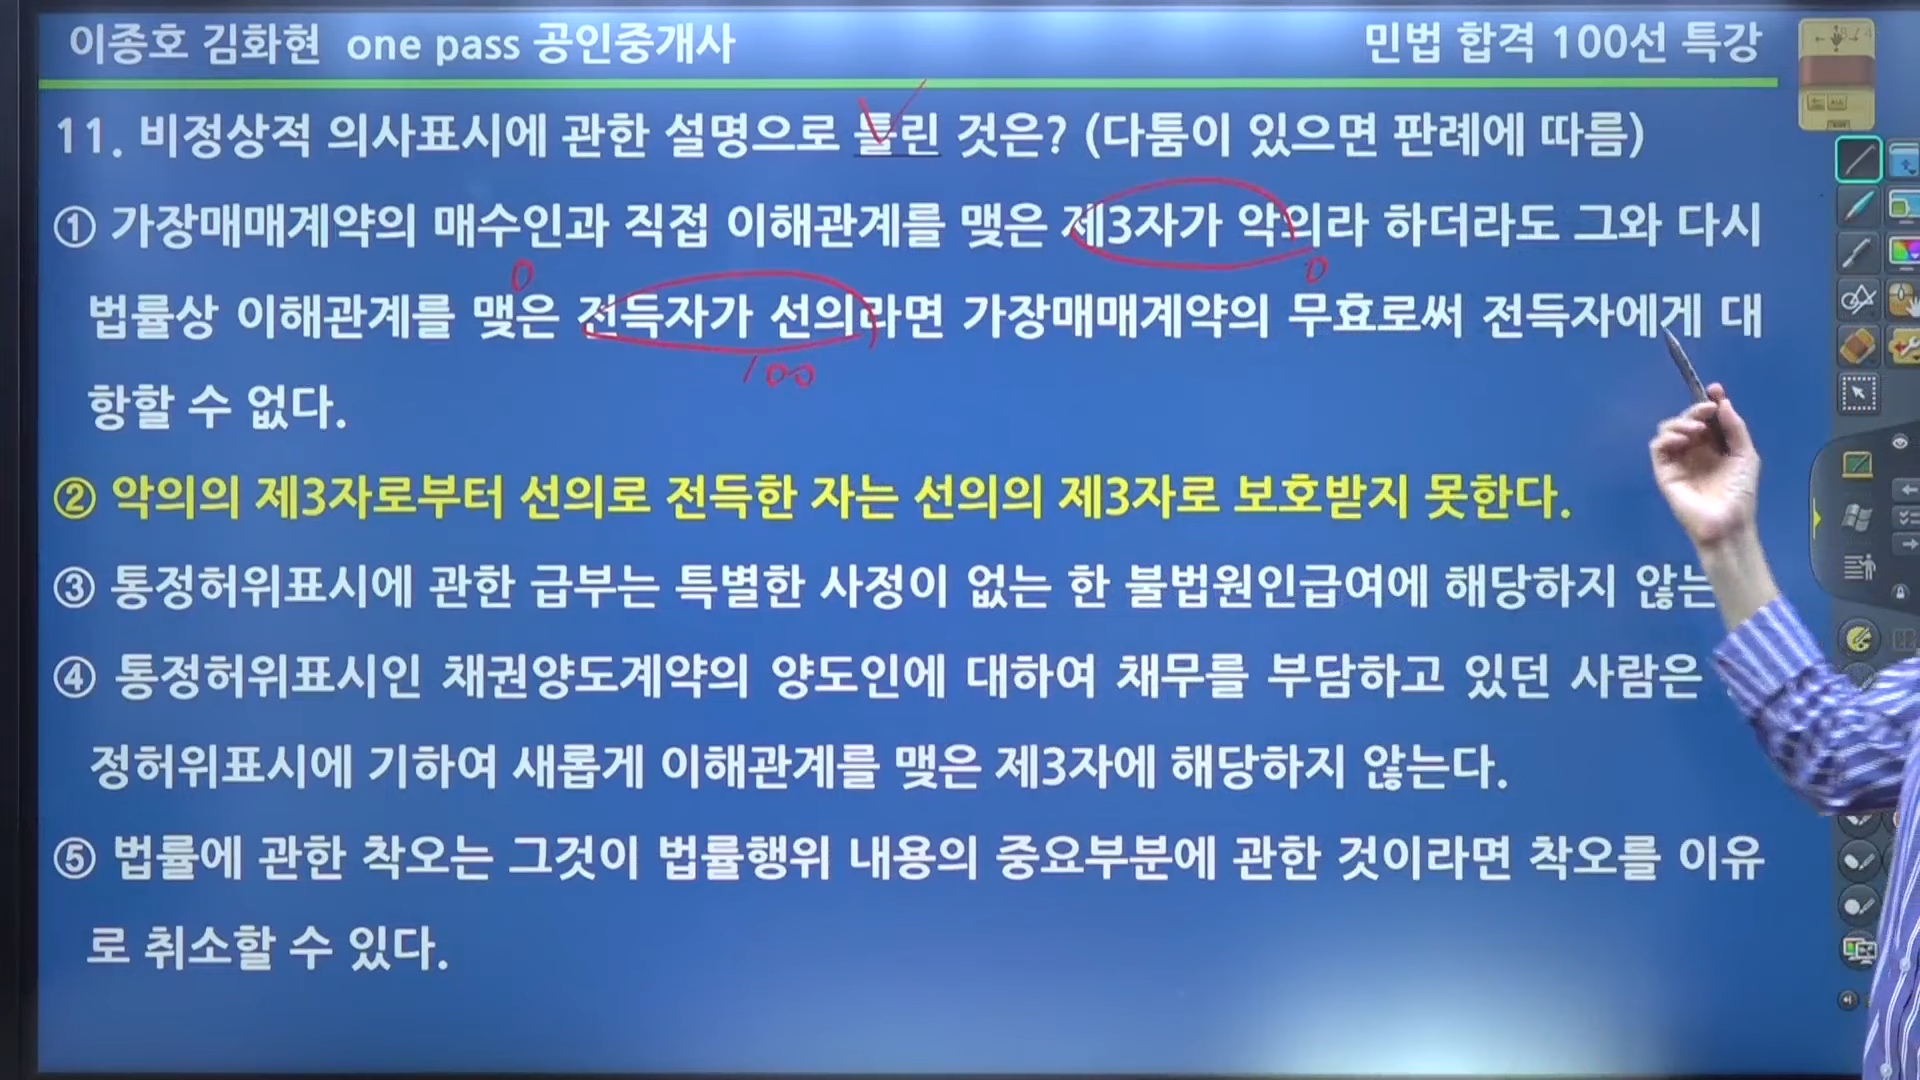 이종호 김화현 one pass 공인중개사 민법 합격 100선 특강
11. 비정상적 의사표시에 관한 설명으로 틀린 것은? (다툼이 있으면 판례에 따름)
① 가장매매계약의 매수인과 직접 이해관계를 맺은 제3자가 악의라 하더라도 그와 다시
0 0
법률상 이해관계를 맺은 전득자가 선의라면 가장매매계약의 무효로써 전득자에게 대
100
항할 수 없다.
② 악의의 제3자로부터 선의로 전득한 자는 선의의 제3자로 보호받지 못한다.
③ 통정허위표시에 관한 급부는 특별한 사정이 없는 한 불법원인급여에 해당하지 않는
④ 통정허위표시인 채권양도계약의 양도인에 대하여 채무를 부담하고 있던 사람은
정허위표시에 기하여 새롭게 이해관계를 맺은 제3자에 해당하지 않는다.
⑤ 법률에 관한 착오는 그것이 법률행위 내용의 중요부분에 관한 것이라면 착오를 이유
로 취소할 수 있다.